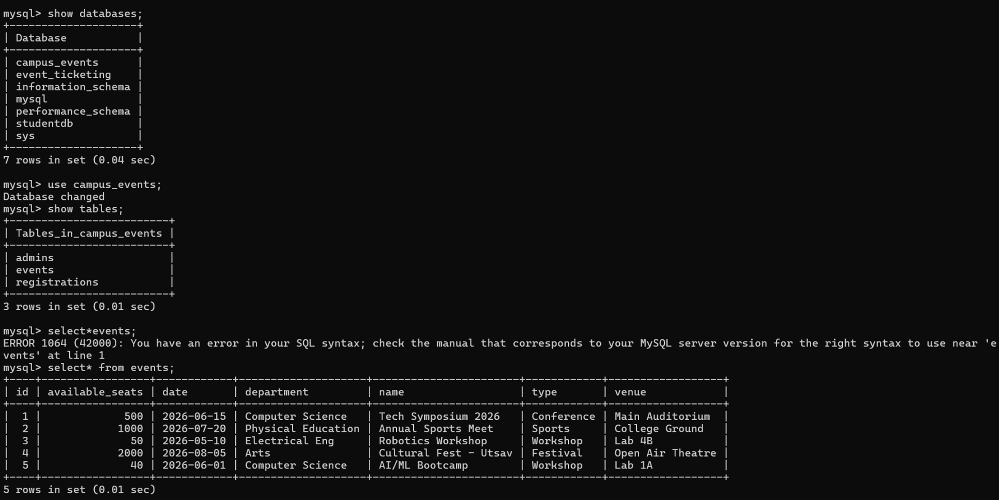 mysql> show databases;
+--------------------+
| Database           |
+--------------------+
| campus_events      |
| event_ticketing    |
| information_schema |
| mysql              |
| performance_schema |
| studentdb          |
| sys                |
+--------------------+
7 rows in set (0.04 sec)

mysql> use campus_events;
Database changed
mysql> show tables;
+-------------------------+
| Tables_in_campus_events |
+-------------------------+
| admins                  |
| events                  |
| registrations           |
+-------------------------+
3 rows in set (0.01 sec)

mysql> select*events;
ERROR 1064 (42000): You have an error in your SQL syntax; check the manual that corresponds to your MySQL server version for the right syntax to use near 'e
vents' at line 1
mysql> select* from events;
+----+-----------------+------------+--------------------+-----------------------+------------+------------------+
| id | available_seats | date       | department         | name                  | type       | venue            |
+----+-----------------+------------+--------------------+-----------------------+------------+------------------+
|  1 |             500 | 2026-06-15 | Computer Science   | Tech Symposium 2026   | Conference | Main Auditorium  |
|  2 |            1000 | 2026-07-20 | Physical Education | Annual Sports Meet    | Sports     | College Ground   |
|  3 |              50 | 2026-05-10 | Electrical Eng     | Robotics Workshop     | Workshop   | Lab 4B           |
|  4 |            2000 | 2026-08-05 | Arts               | Cultural Fest - Utsav | Festival   | Open Air Theatre |
|  5 |              40 | 2026-06-01 | Computer Science   | AI/ML Bootcamp        | Workshop   | Lab 1A           |
+----+-----------------+------------+--------------------+-----------------------+------------+------------------+
5 rows in set (0.01 sec)